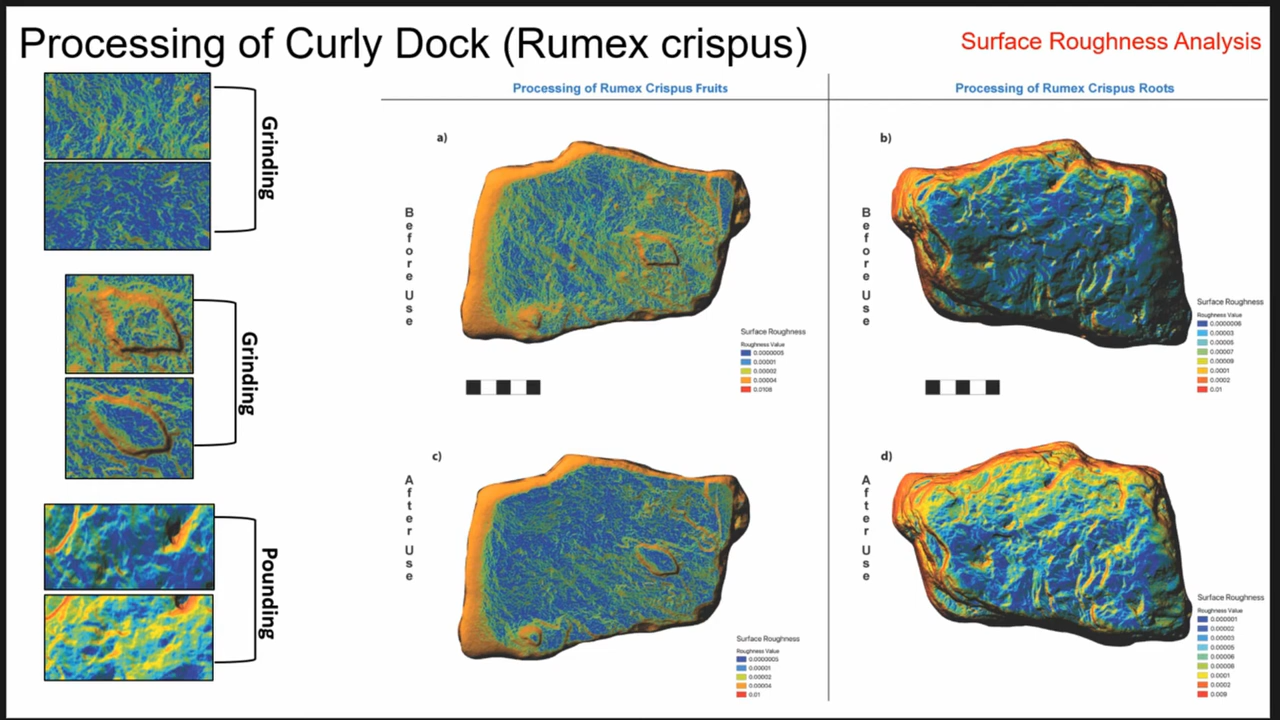 Processing of Curly Dock (Rumex crispus)
Surface Roughness Analysis
Grinding
Grinding
Pounding
Processing of Rumex Crispus Fruits
Processing of Rumex Crispus Roots
a)
Before Use
Surface Roughness
Roughness Value
0.0000005
0.00001
0.00002
0.00004
0.0108
b)
Before Use
Surface Roughness
Roughness Value
0.0000006
0.00003
0.00005
0.00007
0.00009
0.0001
0.0002
0.01
c)
After Use
Surface Roughness
Roughness Value
0.0000005
0.00001
0.00002
0.00004
0.01
d)
After Use
Surface Roughness
Roughness Value
0.000001
0.00002
0.00003
0.00005
0.00006
0.00008
0.0001
0.0002
0.009